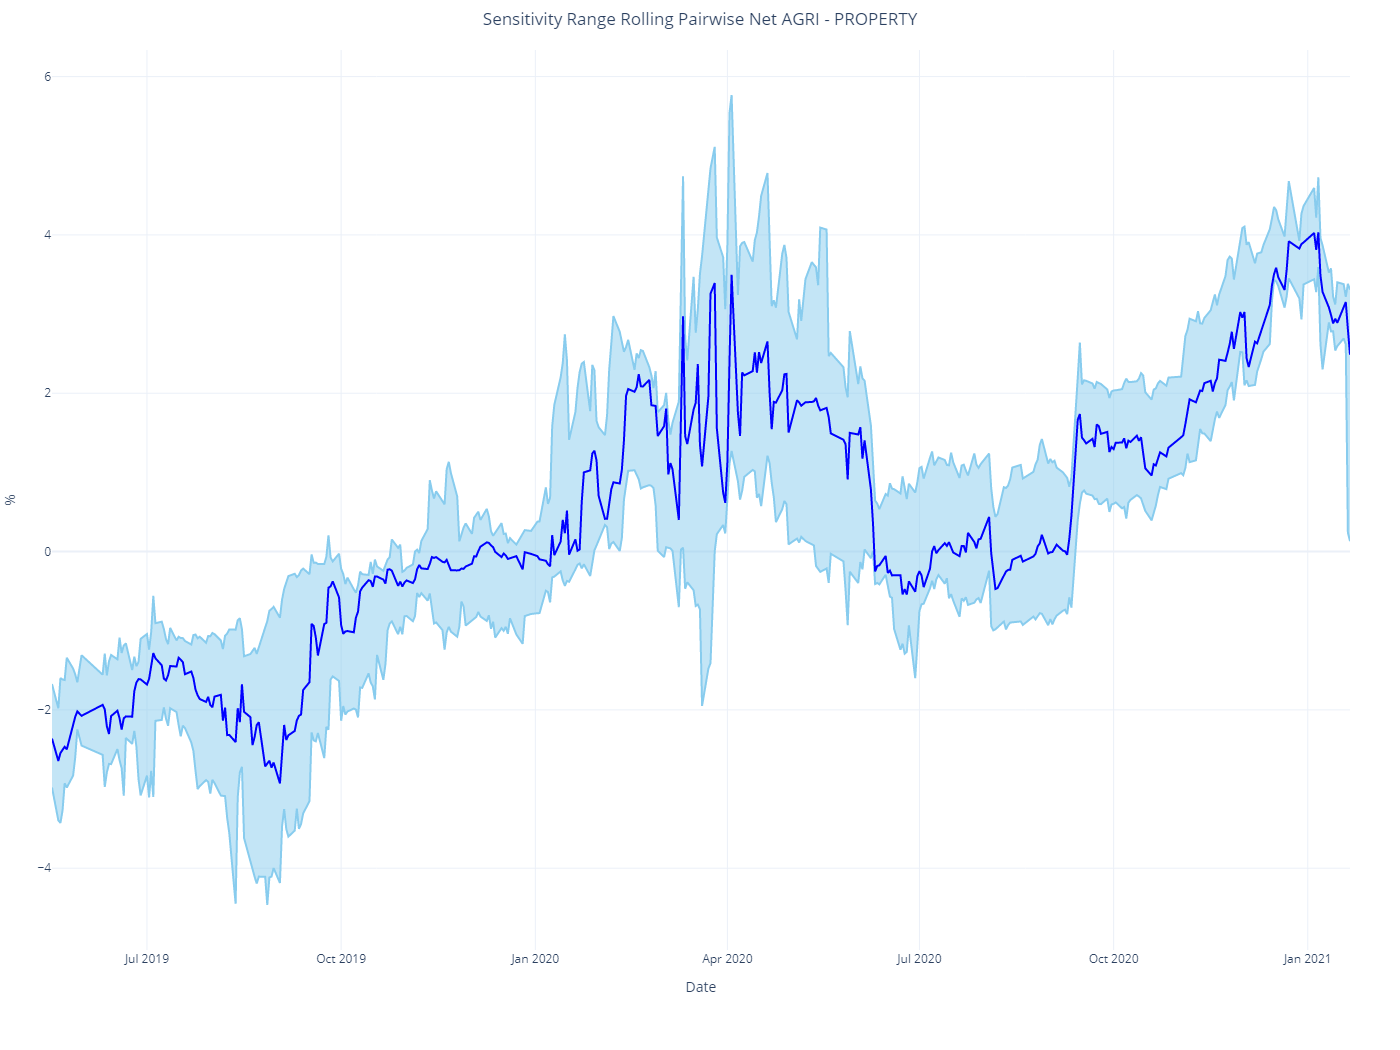 Sensitivity Range Rolling Pairwise Net AGRI - PROPERTY
6
4
2
0
−2
−4
%
Jul 2019
Oct 2019
Jan 2020
Apr 2020
Jul 2020
Oct 2020
Jan 2021
Date